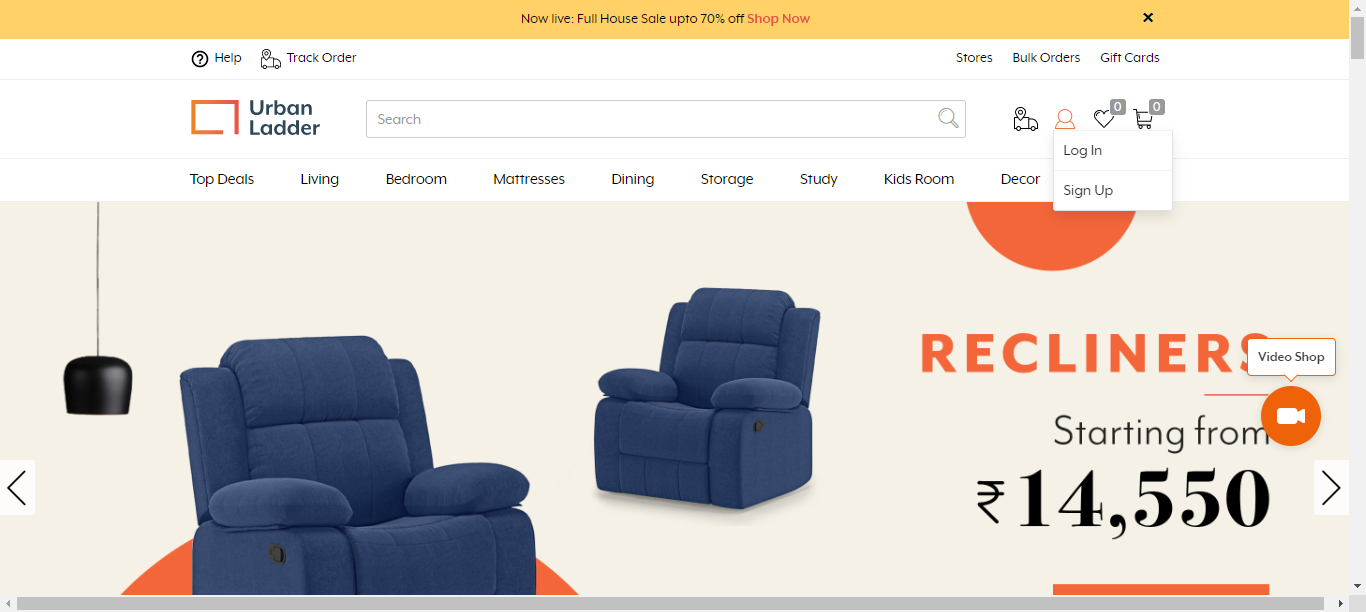 Now live: Full House Sale upto 70% off Shop Now
Help Track Order Stores Bulk Orders Gift Cards
Urban
Ladder
Search
0 0
Log In
Top Deals Living Bedroom Mattresses Dining Storage Study Kids Room Decor
Sign Up
RECLINERS
Video Shop
Starting from
₹14,550